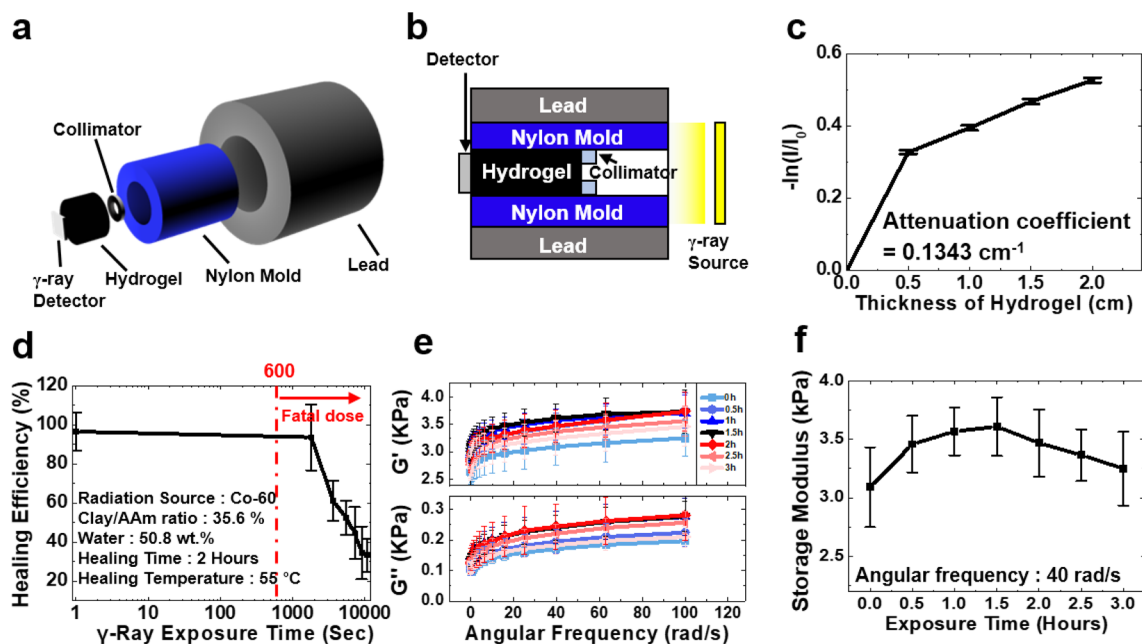 a
Collimator
γ-ray
Detector
Hydrogel
Nylon Mold
Lead
b
Detector
Lead
Nylon Mold
Hydrogel
Collimator
Nylon Mold
Lead
γ-ray
Source
c
-ln(I/I0)
0.6
0.4
0.2
0.0
Attenuation coefficient
= 0.1343 cm-1
0.0 0.5 1.0 1.5 2.0
Thickness of Hydrogel (cm)
d
600
Fatal dose
Healing Efficiency (%)
120
100
80
60
40
20
Radiation Source : Co-60
Clay/AAm ratio : 35.6 %
Water : 50.8 wt.%
Healing Time : 2 Hours
Healing Temperature : 55 °C
1 10 100 1000 10000
γ-Ray Exposure Time (Sec)
e
G' (KPa)
4.0
3.5
3.0
2.5
0h
0.5h
1h
1.5h
2h
2.5h
3h
G'' (KPa)
0.3
0.2
0.1
0.0
0 20 40 60 80 100 120
Angular Frequency (rad/s)
f
Storage Modulus (kPa)
4.0
3.5
3.0
2.5
Angular frequency : 40 rad/s
0.0 0.5 1.0 1.5 2.0 2.5 3.0
Exposure Time (Hours)